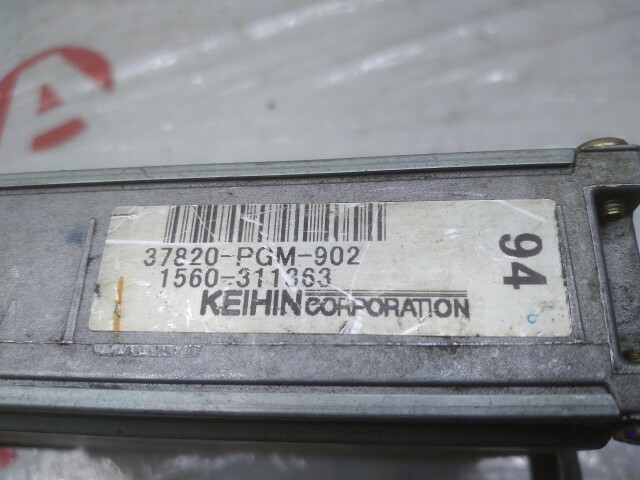 37820-PGM-902
1560-311363
KEIHIN CORPORATION
94
A